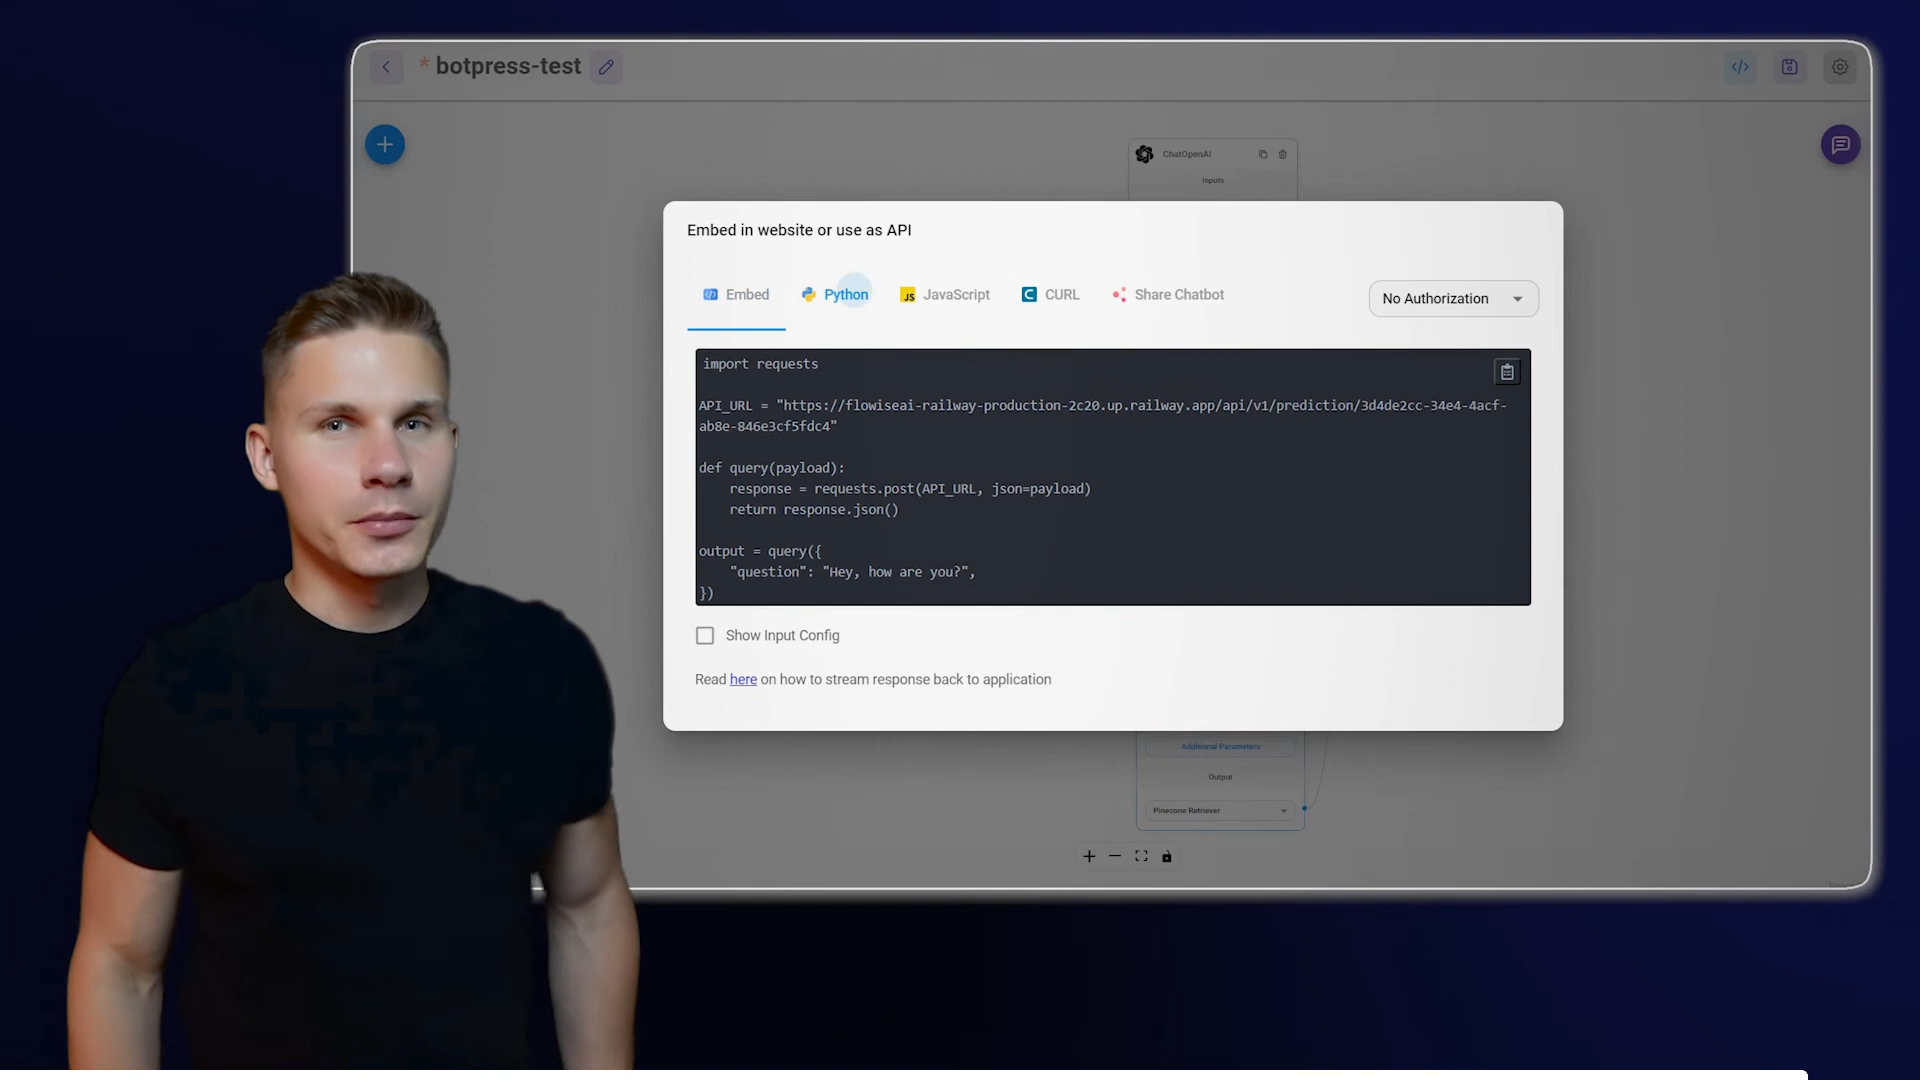 * botpress-test
ChatOpenAI
Inputs
Embed in website or use as API
Embed
Python
JS JavaScript
C CURL
Share Chatbot
No Authorization
import requests
API_URL = "https://flowiseai-railway-production-2c20.up.railway.app/api/v1/prediction/3d4de2cc-34e4-4acf-
ab8e-846e3cf5fdc4"
def query(payload):
    response = requests.post(API_URL, json=payload)
    return response.json()
output = query({
    "question": "Hey, how are you?",
})
Show Input Config
Read here on how to stream response back to application
Additional Parameters
Output
Pinecone Retriever